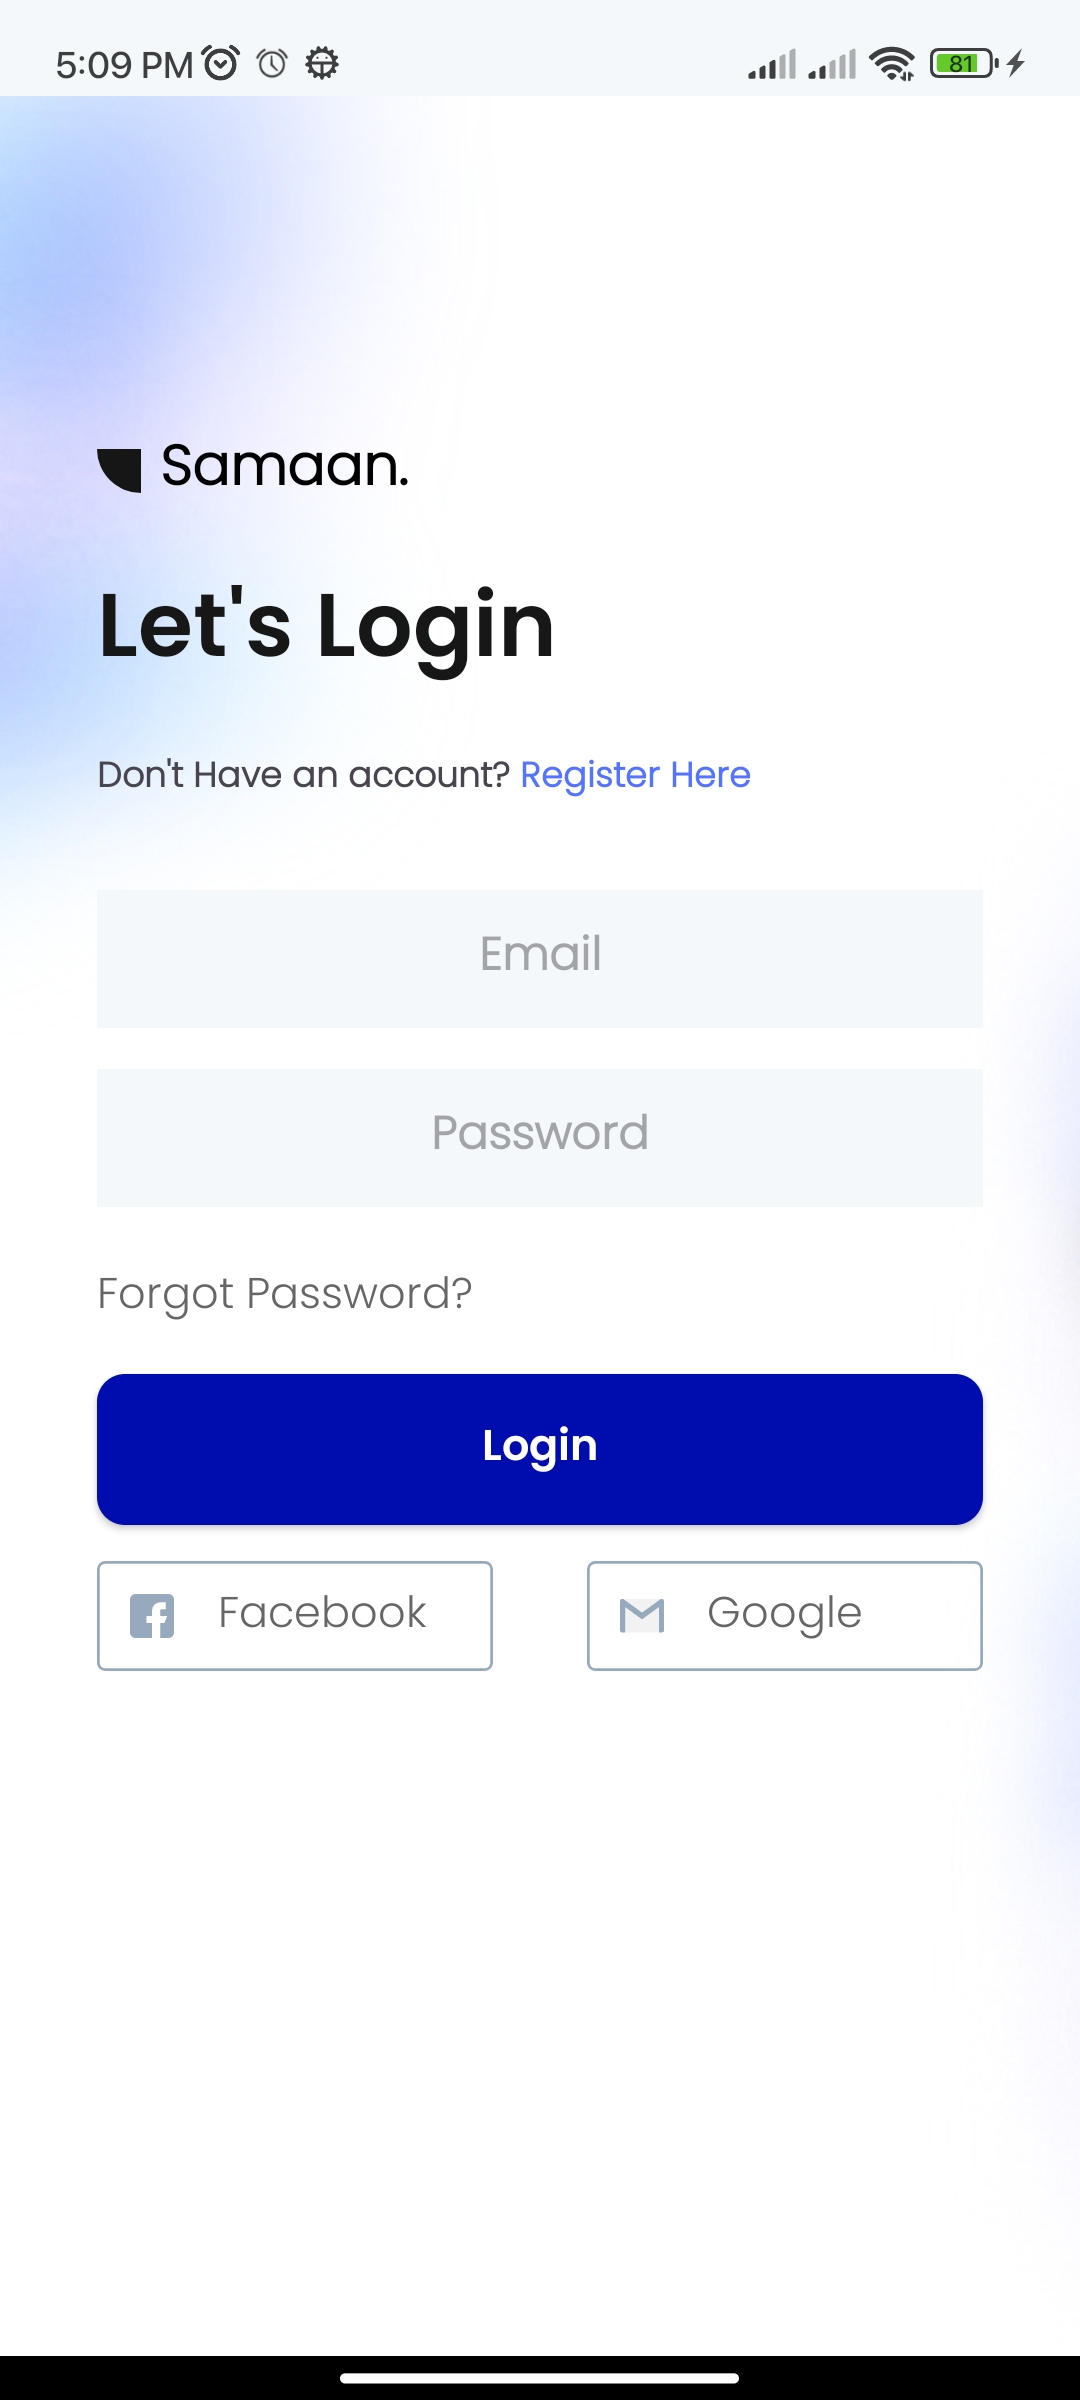 5:09 PM 81
Samaan.
Let's Login
Don't Have an account? Register Here
Email
Password
Forgot Password?
Login
Facebook Google